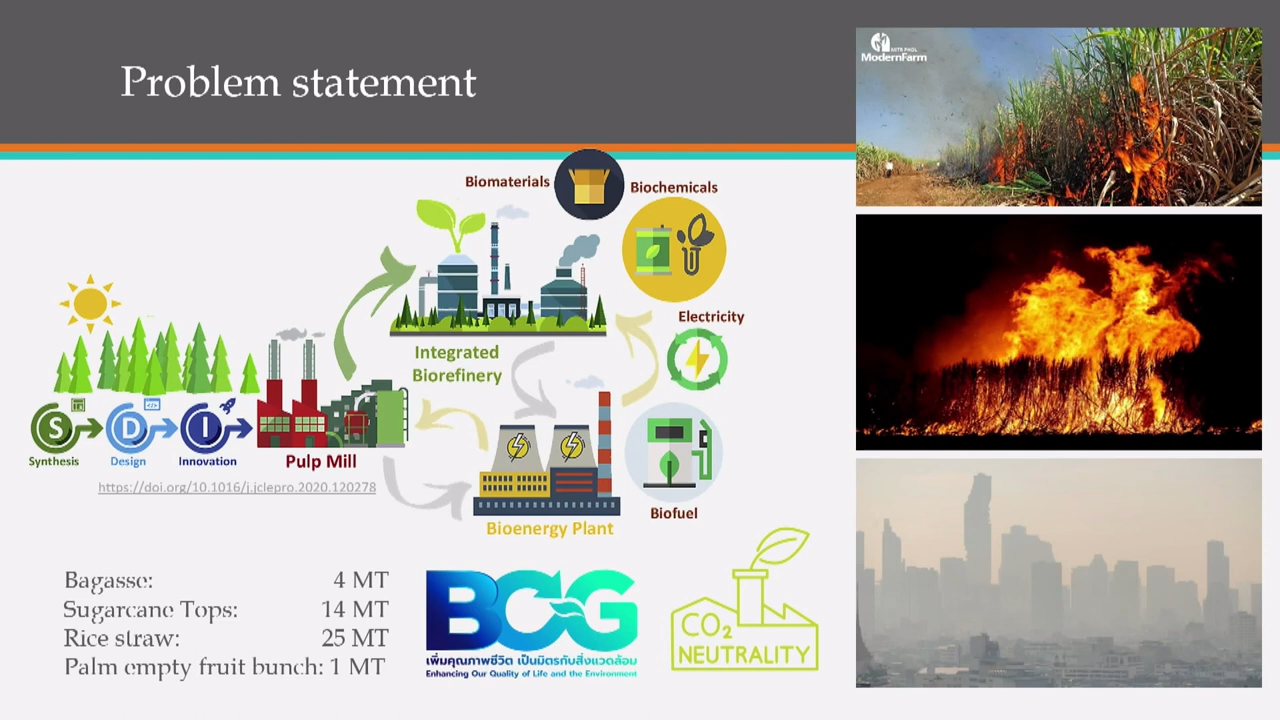 Problem statement
MITR PHOL
ModernFarm
Biomaterials
Biochemicals
Electricity
Integrated
Biorefinery
S
D
I
Synthesis
Design
Innovation
Pulp Mill
https://doi.org/10.1016/j.jclepro.2020.120278
Bioenergy Plant
Biofuel
Bagasse: 4 MT
Sugarcane Tops: 14 MT
Rice straw: 25 MT
Palm empty fruit bunch: 1 MT
BCG
เพิ่มคุณภาพชีวิต เป็นมิตรกับสิ่งแวดล้อม
Enhancing Our Quality of Life and the Environment
CO₂
NEUTRALITY